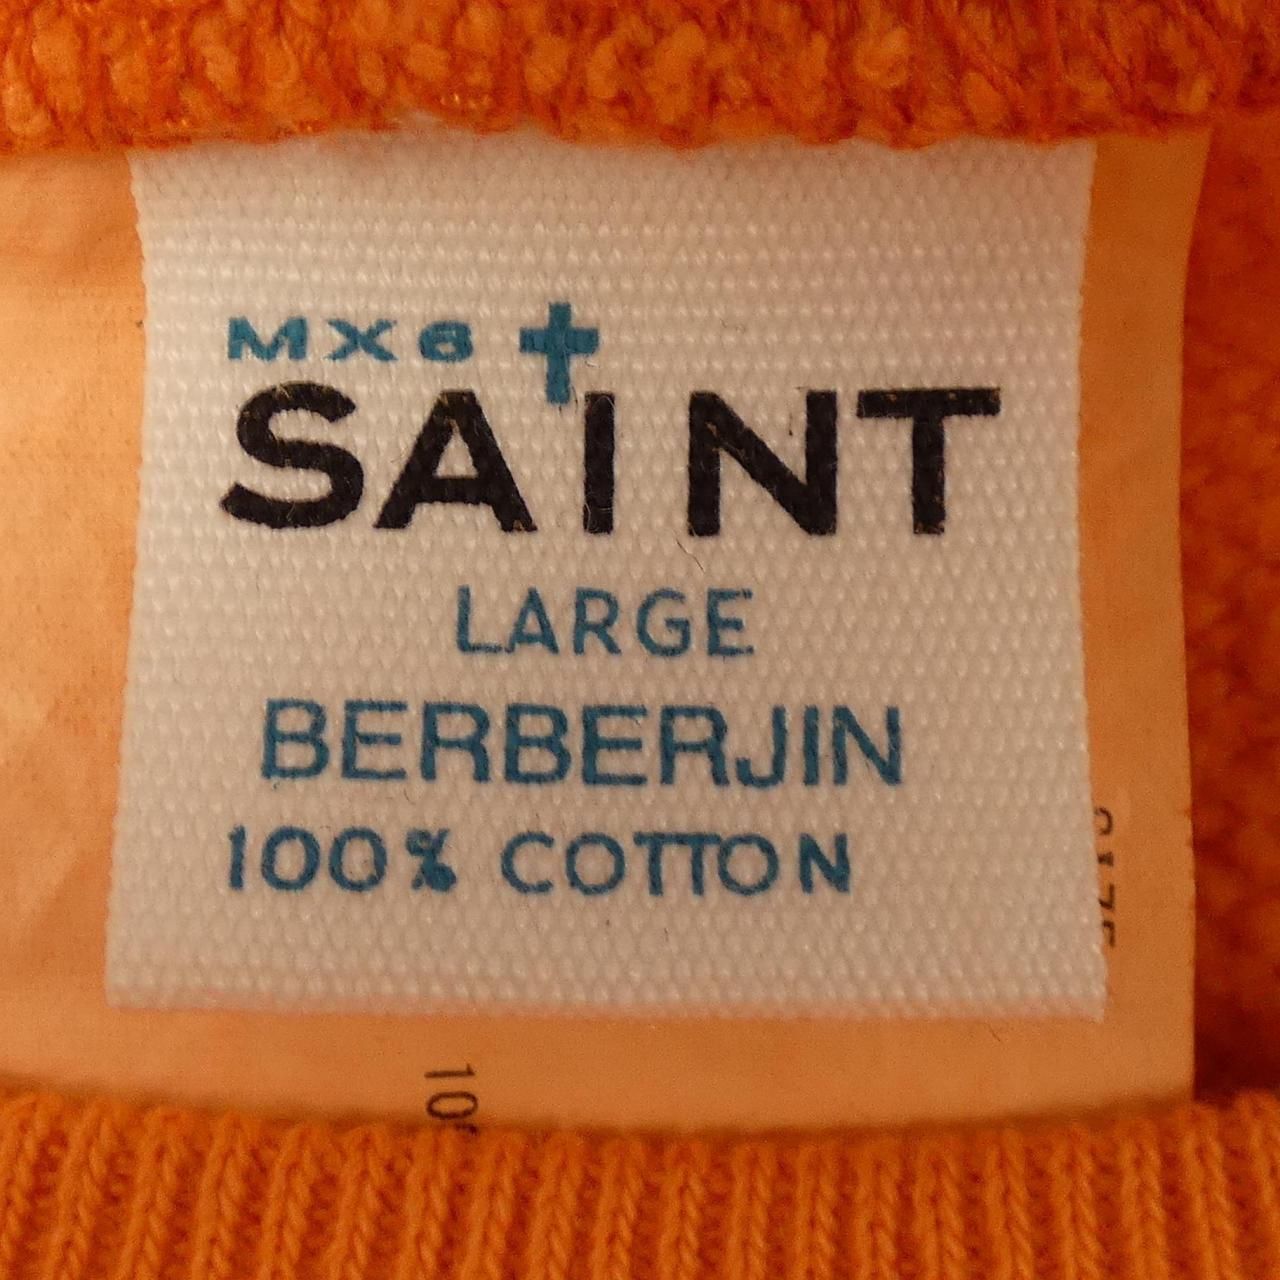 MX6
SAINT
LARGE
BERBERJIN
100% COTTON